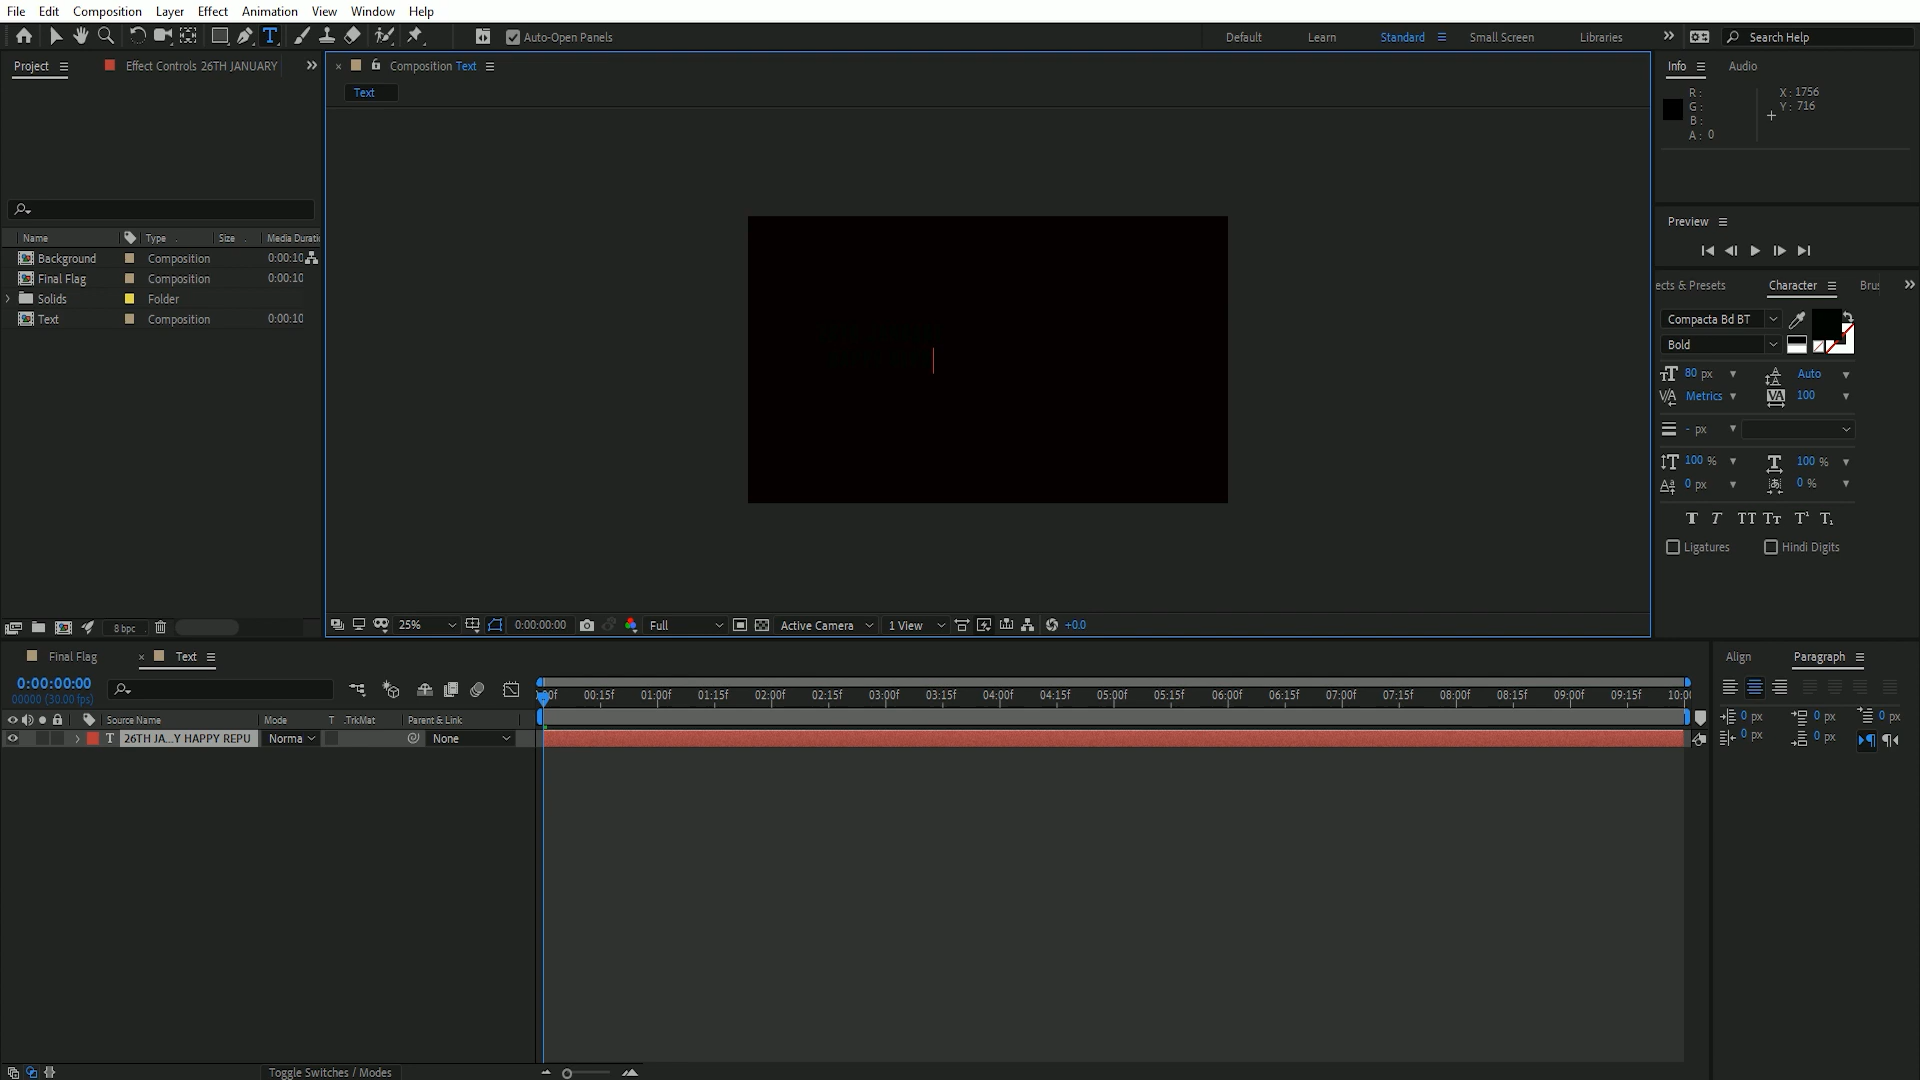 File Edit Composition Layer Effect Animation View Window Help
Auto-Open Panels Default Learn Standard Small Screen Libraries Search Help
Project Effect Controls 26TH JANUARY
Composition Text
Text
Info Audio
R:
G:
B:
A: 0
X: 1756
Y: 716
Preview
Name Type Size Media Durati
Background Composition 0:00:10
Final Flag Composition 0:00:10
Solids Folder
Text Composition 0:00:10
ects & Presets Character Bru
Compacta Bd BT
Bold
80 px Auto
Metrics 100
- px
100 % 100 %
0 px 0 %
Ligatures Hindi Digits
8 bpc
25% 0:00:00:00 Full Active Camera 1 View +0.0
Final Flag Text
0:00:00:00
00000 (30.00 fps)
:00f 00:15f 01:00f 01:15f 02:00f 02:15f 03:00f 03:15f 04:00f 04:15f 05:00f 05:15f 06:00f 06:15f 07:00f 07:15f 08:00f 08:15f 09:00f 09:15f 10:00
Source Name Mode T .TrkMat Parent & Link
T 26TH JA...Y HAPPY REPU Norma None
Align Paragraph
0 px 0 px 0 px
0 px 0 px
Toggle Switches / Modes